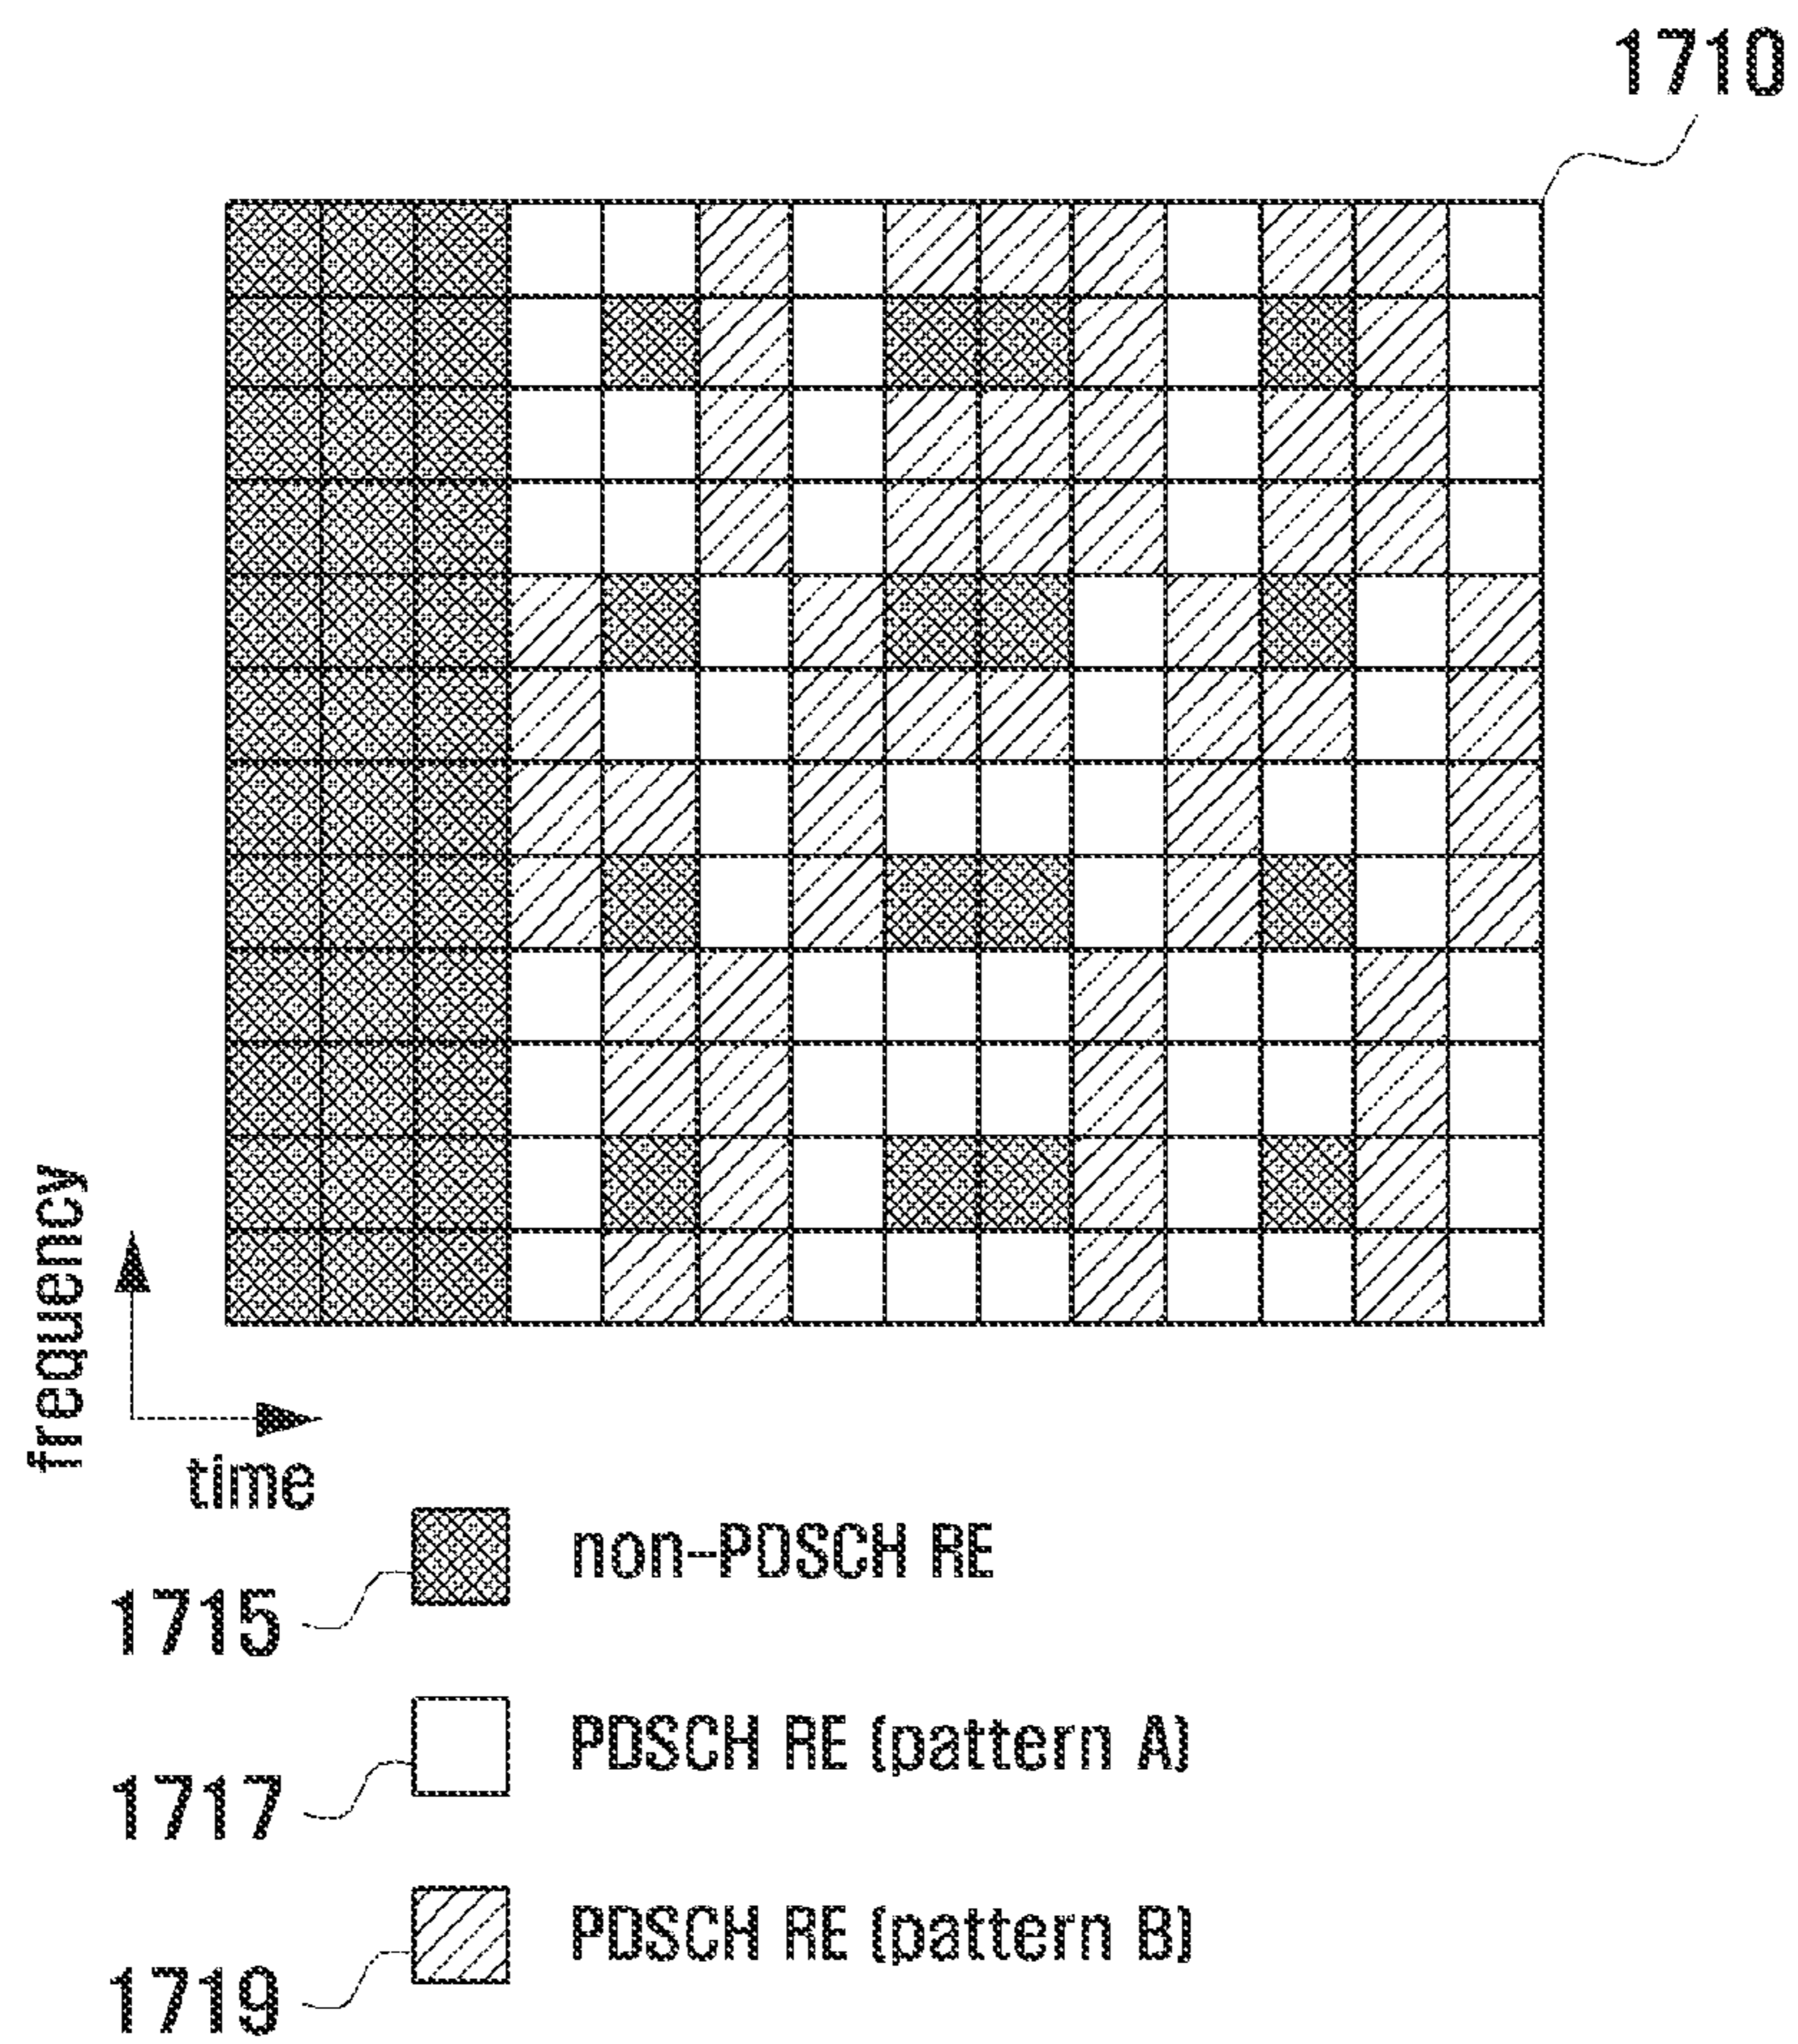 1710
frequency
time
1715
non-PDSCH RE
1717
PDSCH RE (pattern A)
1719
PDSCH RE (pattern B)